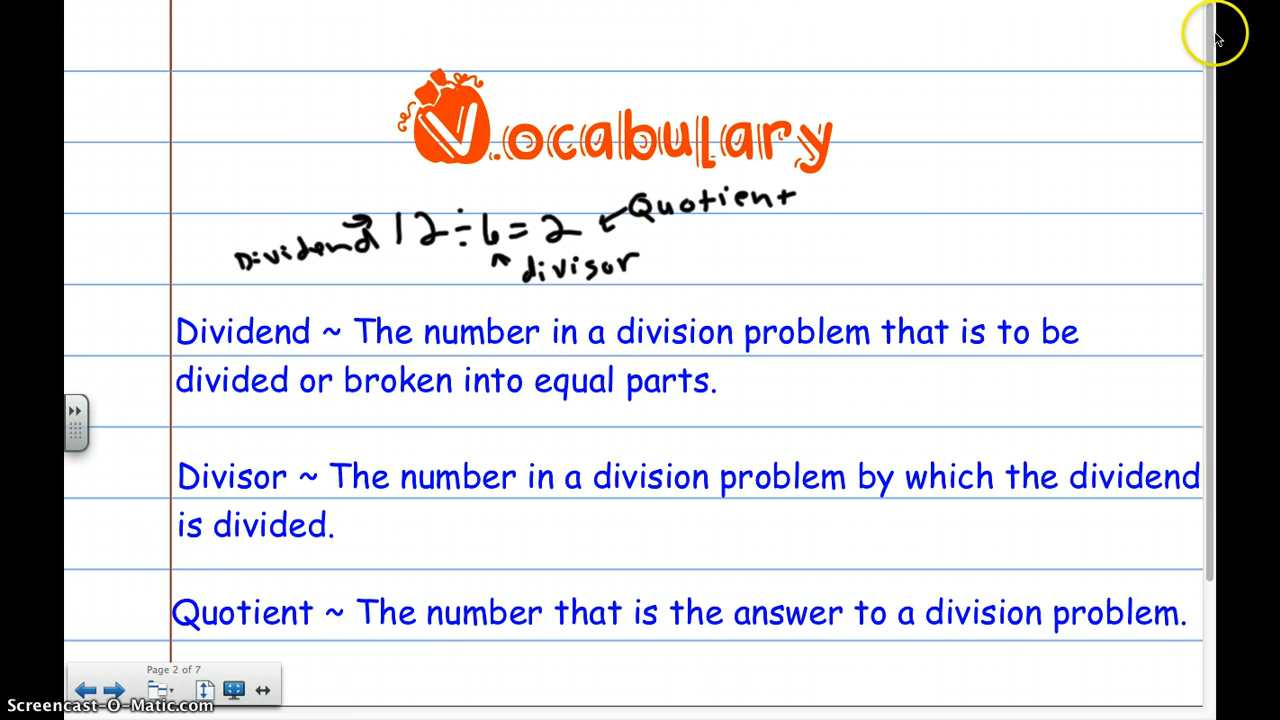 V.ocabulary
Dividend → 12 ÷ 6 = 2 ← Quotient
^ divisor
Dividend ~ The number in a division problem that is to be
divided or broken into equal parts.
Divisor ~ The number in a division problem by which the dividend
is divided.
Quotient ~ The number that is the answer to a division problem.
Page 2 of 7
Screencast-O-Matic.com